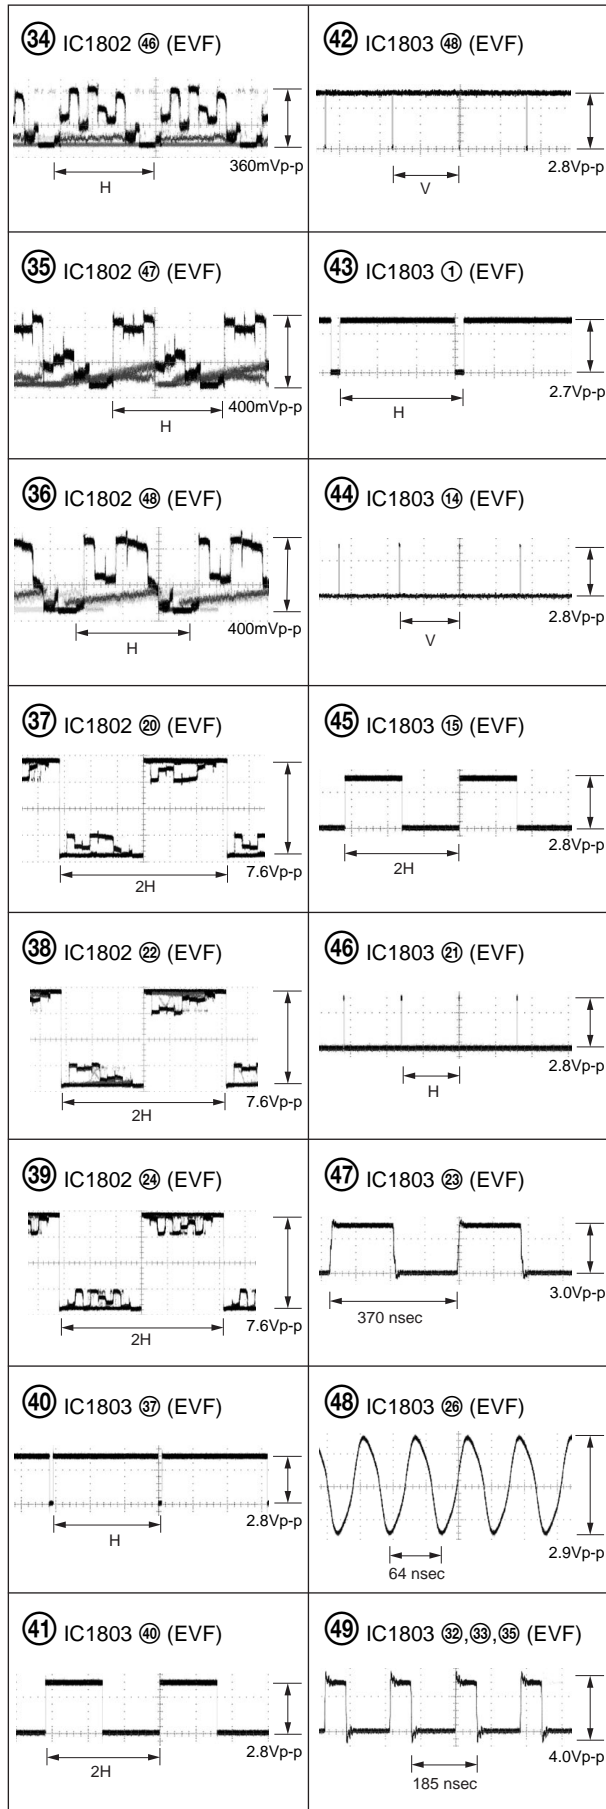 ㉞ IC1802 ㊻ (EVF)
360mVp-p
H
㉟ IC1802 ㊼ (EVF)
400mVp-p
H
㊱ IC1802 ㊽ (EVF)
400mVp-p
H
㊲ IC1802 ⑳ (EVF)
7.6Vp-p
2H
㊳ IC1802 ㉒ (EVF)
7.6Vp-p
2H
㊴ IC1802 ㉔ (EVF)
7.6Vp-p
2H
㊵ IC1803 ㊲ (EVF)
2.8Vp-p
H
㊶ IC1803 ㊵ (EVF)
2.8Vp-p
2H
㊷ IC1803 ㊽ (EVF)
2.8Vp-p
V
㊸ IC1803 ① (EVF)
2.7Vp-p
H
㊹ IC1803 ⑭ (EVF)
2.8Vp-p
V
㊺ IC1803 ⑮ (EVF)
2.8Vp-p
2H
㊻ IC1803 ㉑ (EVF)
2.8Vp-p
H
㊼ IC1803 ㉓ (EVF)
3.0Vp-p
370 nsec
㊽ IC1803 ㉖ (EVF)
2.9Vp-p
64 nsec
㊾ IC1803 ㉜,㉝,㉟ (EVF)
4.0Vp-p
185 nsec